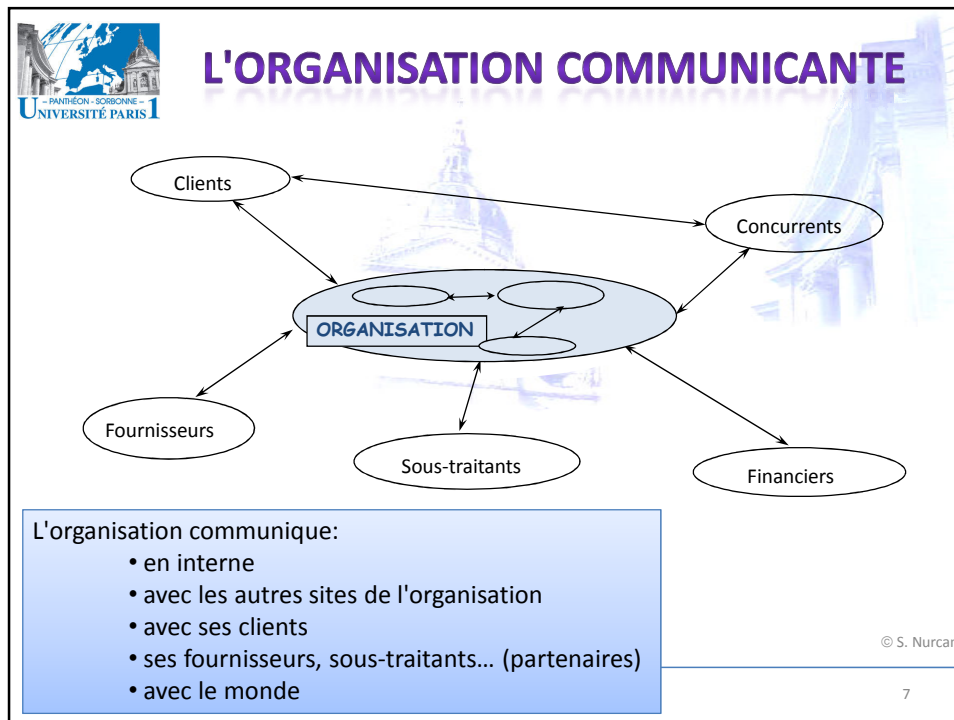 – PANTHÉON - SORBONNE –
UNIVERSITÉ PARIS 1
L'ORGANISATION COMMUNICANTE
Clients
Concurrents
ORGANISATION
Fournisseurs
Sous-traitants
Financiers
L'organisation communique:
• en interne
• avec les autres sites de l'organisation
• avec ses clients
• ses fournisseurs, sous-traitants… (partenaires)
• avec le monde
© S. Nurcan
7